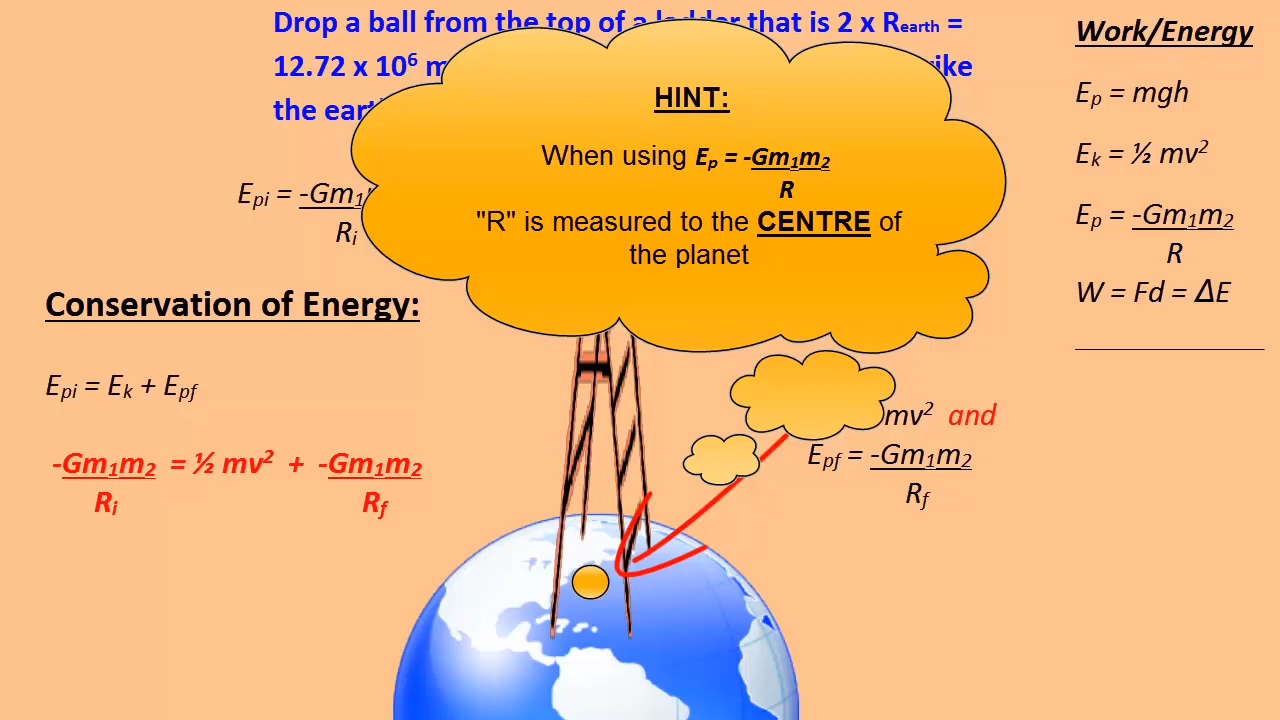 Drop a ball from the top of a ladder that is 2 x Rearth =
12.72 x 10⁶ m
the
HINT:
When using Eₚ = -Gm₁m₂
R
"R" is measured to the CENTRE of
the planet
Eₚᵢ = -Gm₁
Rᵢ
Conservation of Energy:
Eₚᵢ = Eₖ + Epf
-Gm₁m₂ = ½ mv² + -Gm₁m₂
Rᵢ Rf
mv² and
Epf = -Gm₁m₂
Rf
Work/Energy
Eₚ = mgh
Eₖ = ½ mv²
Eₚ = -Gm₁m₂
R
W = Fd = ΔE